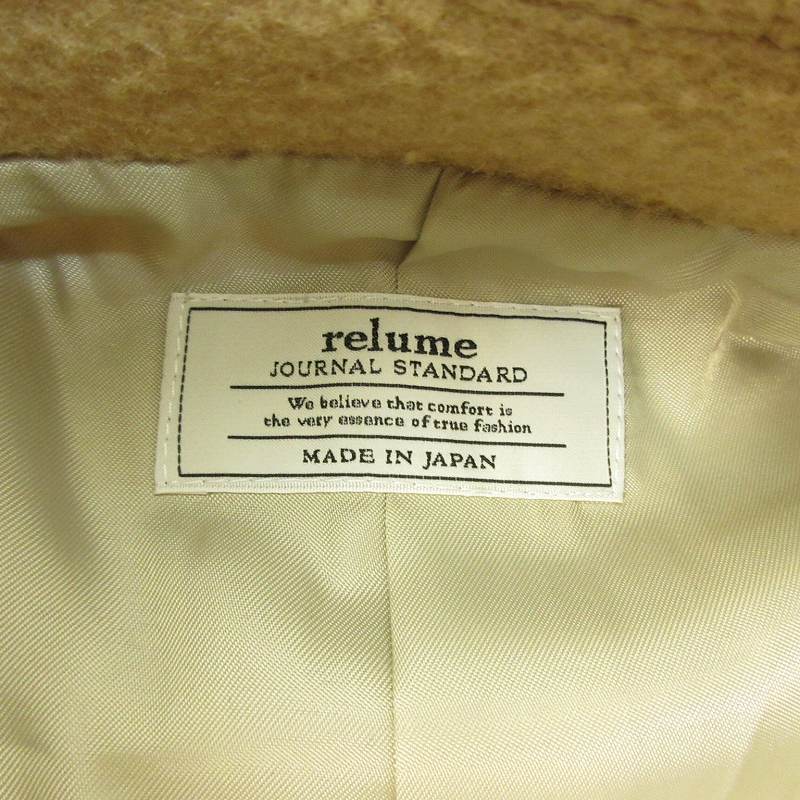 relume
JOURNAL STANDARD
We believe that comfort is
the very essence of true fashion
MADE IN JAPAN